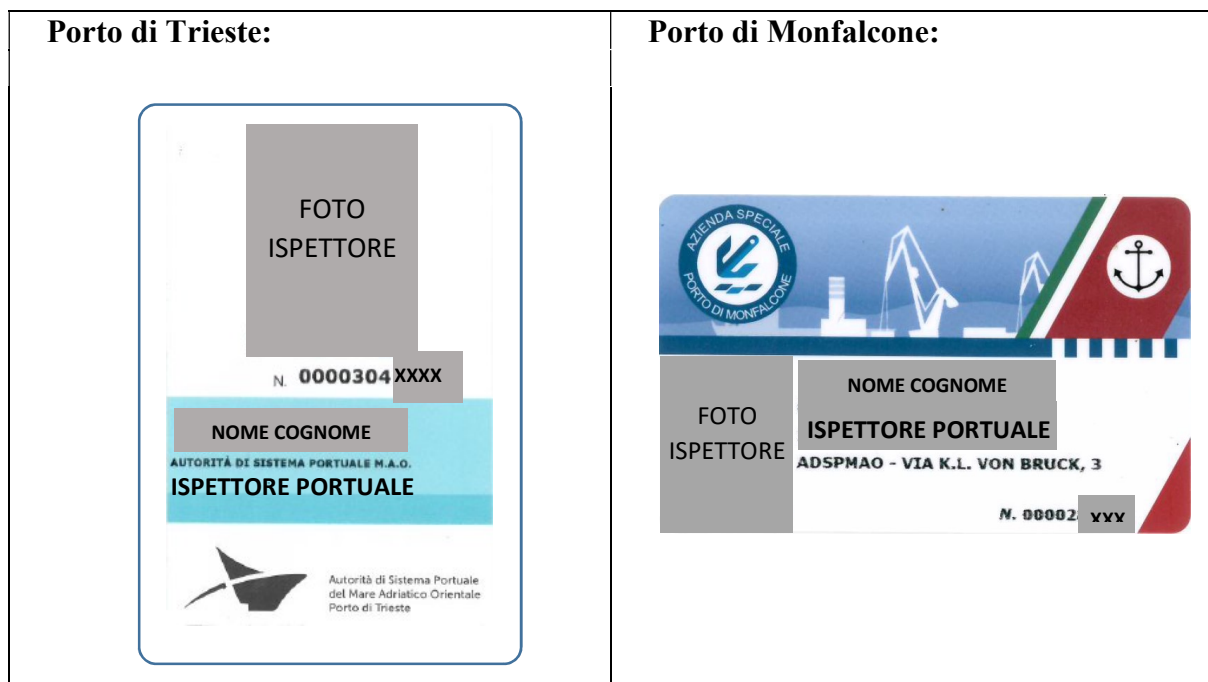 Porto di Trieste:
FOTO
ISPETTORE
N. 0000304 XXXX
NOME COGNOME
AUTORITÀ DI SISTEMA PORTUALE M.A.O.
ISPETTORE PORTUALE
Autorità di Sistema Portuale
del Mare Adriatico Orientale
Porto di Trieste
Porto di Monfalcone:
AZIENDA SPECIALE
PORTO DI MONFALCONE
FOTO
ISPETTORE
NOME COGNOME
ISPETTORE PORTUALE
ADSPMAO - VIA K.L. VON BRUCK, 3
N. 00002 XXX